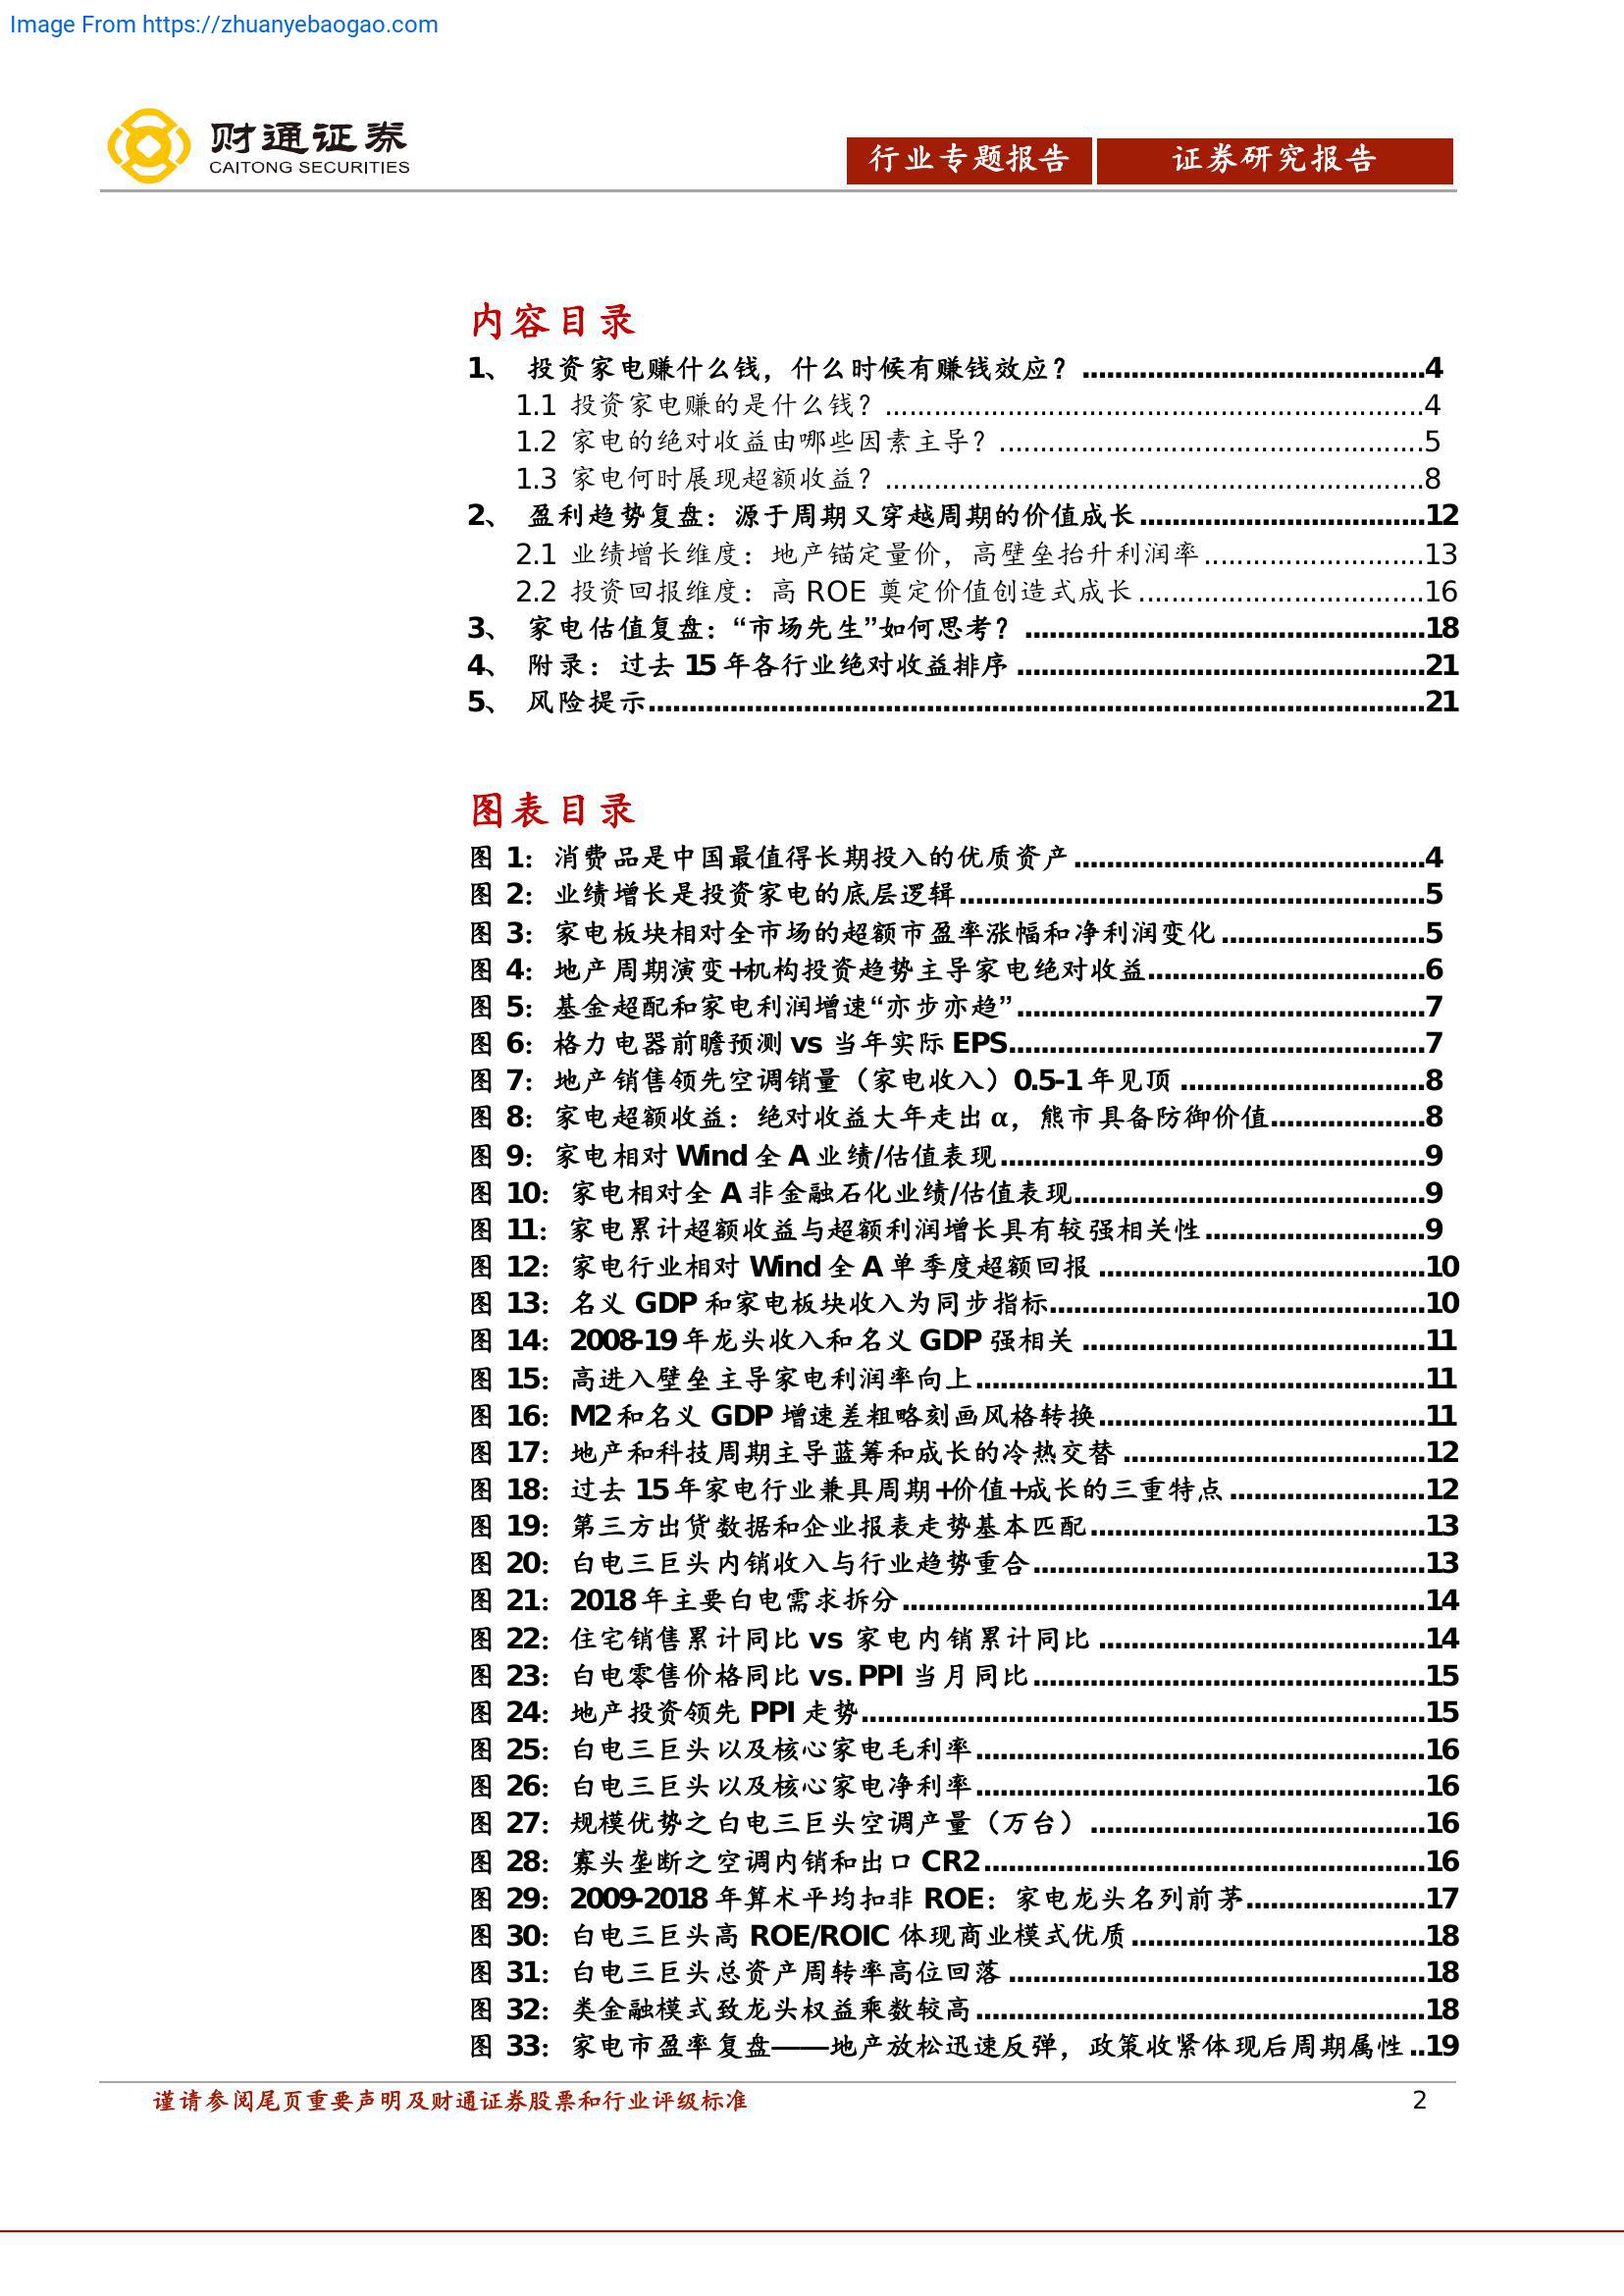 Image From https://zhuanyebaogao.com
财通证券
CAITONG SECURITIES
行业专题报告 证券研究报告
内容目录
1、 投资家电赚什么钱，什么时候有赚钱效应？..........................................4
1.1 投资家电赚的是什么钱？..................................................................4
1.2 家电的绝对收益由哪些因素主导？....................................................5
1.3 家电何时展现超额收益？..................................................................8
2、 盈利趋势复盘：源于周期又穿越周期的价值成长...................................12
2.1 业绩增长维度：地产锚定量价，高壁垒抬升利润率...........................13
2.2 投资回报维度：高 ROE 奠定价值创造式成长...................................16
3、 家电估值复盘：“市场先生”如何思考？.................................................18
4、 附录：过去 15 年各行业绝对收益排序..................................................21
5、 风险提示...............................................................................................21
图表目录
图 1：消费品是中国最值得长期投入的优质资产...........................................4
图 2：业绩增长是投资家电的底层逻辑.........................................................5
图 3：家电板块相对全市场的超额市盈率涨幅和净利润变化.........................5
图 4：地产周期演变+机构投资趋势主导家电绝对收益..................................6
图 5：基金超配和家电利润增速“亦步亦趋”..................................................7
图 6：格力电器前瞻预测 vs 当年实际 EPS...................................................7
图 7：地产销售领先空调销量（家电收入）0.5-1 年见顶..............................8
图 8：家电超额收益：绝对收益大年走出 α，熊市具备防御价值...................8
图 9：家电相对 Wind 全 A 业绩/估值表现....................................................9
图 10：家电相对全 A 非金融石化业绩/估值表现...........................................9
图 11：家电累计超额收益与超额利润增长具有较强相关性...........................9
图 12：家电行业相对 Wind 全 A 单季度超额回报........................................10
图 13：名义 GDP 和家电板块收入为同步指标..............................................10
图 14：2008-19 年龙头收入和名义 GDP 强相关..........................................11
图 15：高进入壁垒主导家电利润率向上.......................................................11
图 16：M2 和名义 GDP 增速差粗略刻画风格转换........................................11
图 17：地产和科技周期主导蓝筹和成长的冷热交替.....................................12
图 18：过去 15 年家电行业兼具周期+价值+成长的三重特点........................12
图 19：第三方出货数据和企业报表走势基本匹配.........................................13
图 20：白电三巨头内销收入与行业趋势重合................................................13
图 21：2018 年主要白电需求拆分................................................................14
图 22：住宅销售累计同比 vs 家电内销累计同比........................................14
图 23：白电零售价格同比 vs. PPI 当月同比................................................15
图 24：地产投资领先 PPI 走势.....................................................................15
图 25：白电三巨头以及核心家电毛利率.......................................................16
图 26：白电三巨头以及核心家电净利率.......................................................16
图 27：规模优势之白电三巨头空调产量（万台）.........................................16
图 28：寡头垄断之空调内销和出口 CR2......................................................16
图 29：2009-2018 年算术平均扣非 ROE：家电龙头名列前茅......................17
图 30：白电三巨头高 ROE/ROIC 体现商业模式优质....................................18
图 31：白电三巨头总资产周转率高位回落...................................................18
图 32：类金融模式致龙头权益乘数较高.......................................................18
图 33：家电市盈率复盘——地产放松迅速反弹，政策收紧体现后周期属性..19
谨请参阅尾页重要声明及财通证券股票和行业评级标准 2